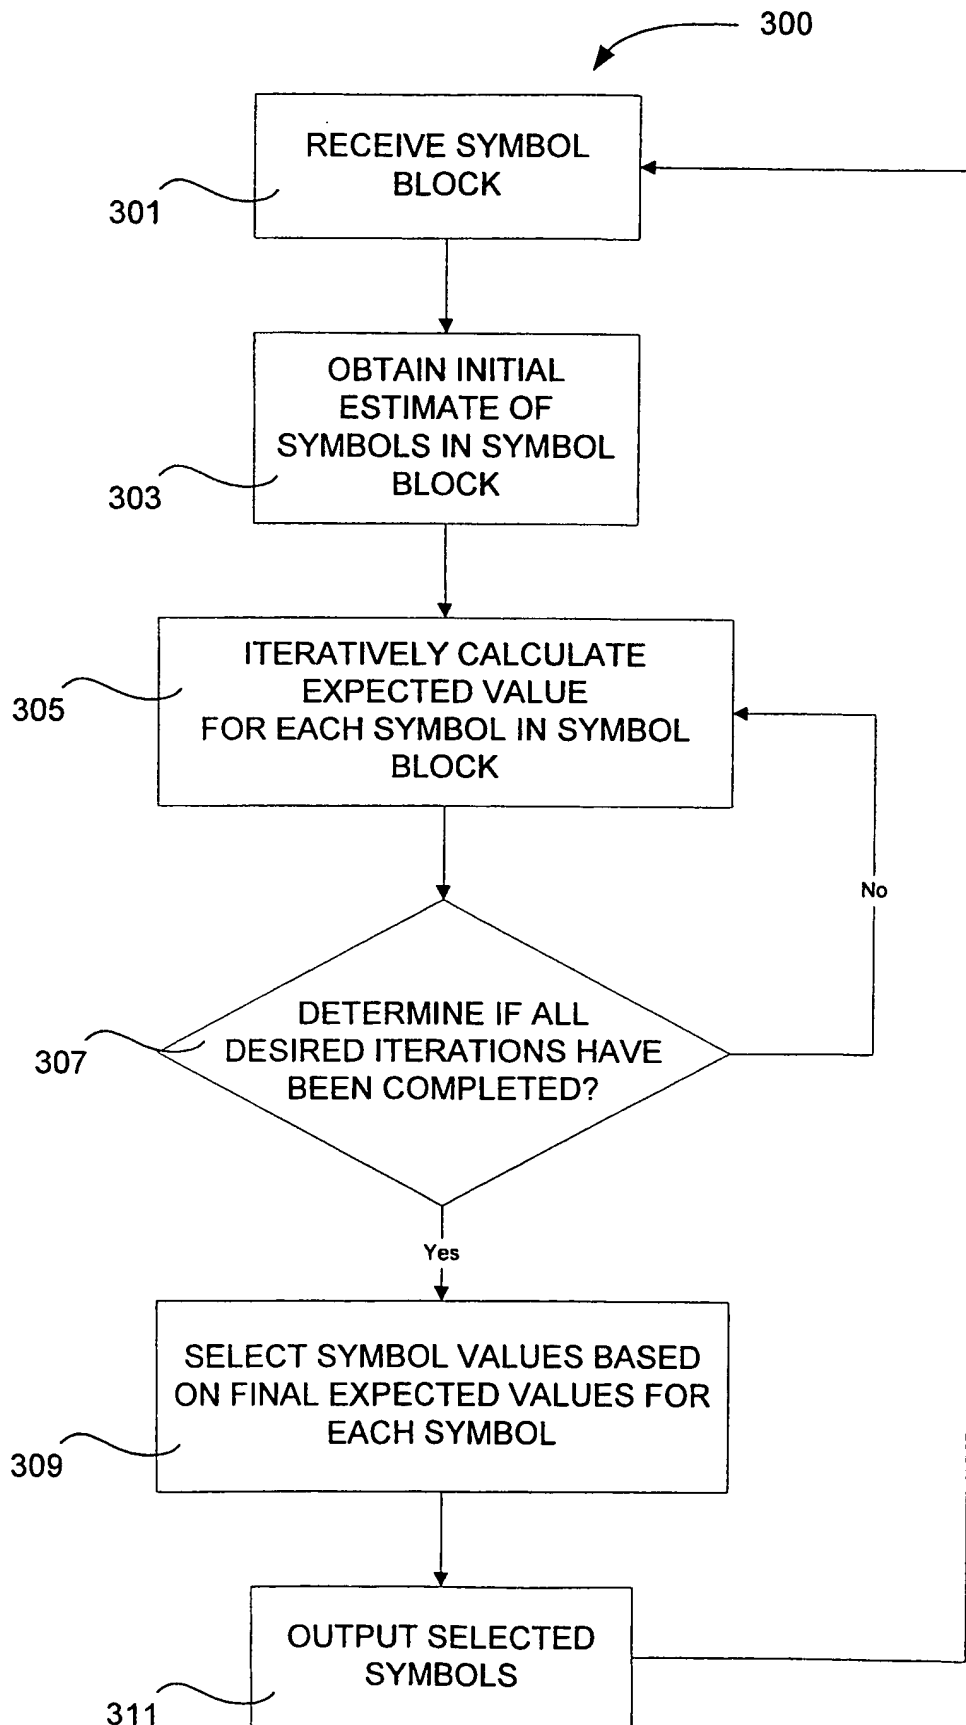 300
RECEIVE SYMBOL
BLOCK
301
OBTAIN INITIAL
ESTIMATE OF
SYMBOLS IN SYMBOL
BLOCK
303
ITERATIVELY CALCULATE
EXPECTED VALUE
FOR EACH SYMBOL IN SYMBOL
BLOCK
305
No
DETERMINE IF ALL
DESIRED ITERATIONS HAVE
BEEN COMPLETED?
307
Yes
SELECT SYMBOL VALUES BASED
ON FINAL EXPECTED VALUES FOR
EACH SYMBOL
309
OUTPUT SELECTED
SYMBOLS
311